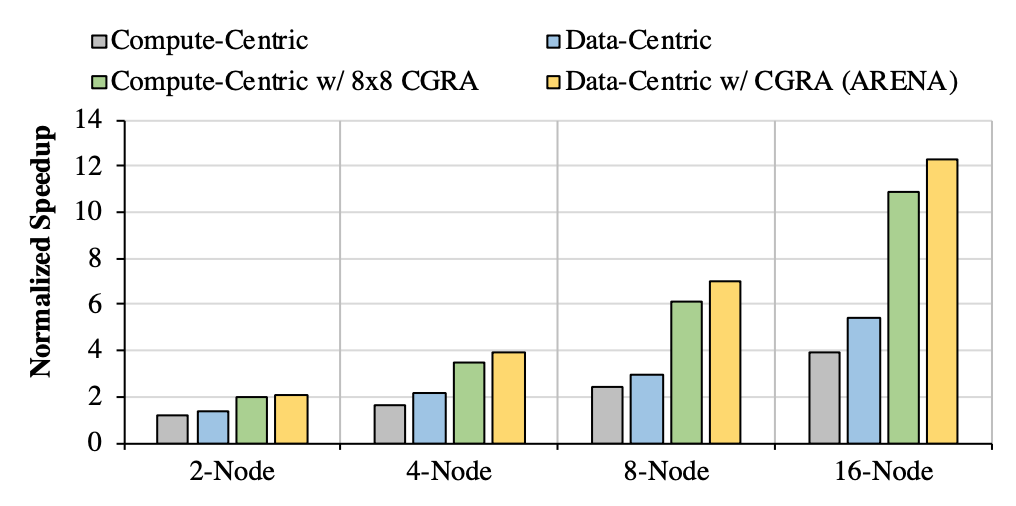 Compute-Centric
Data-Centric
Compute-Centric w/ 8x8 CGRA
Data-Centric w/ CGRA (ARENA)
Normalized Speedup
14
12
10
8
6
4
2
0
2-Node
4-Node
8-Node
16-Node